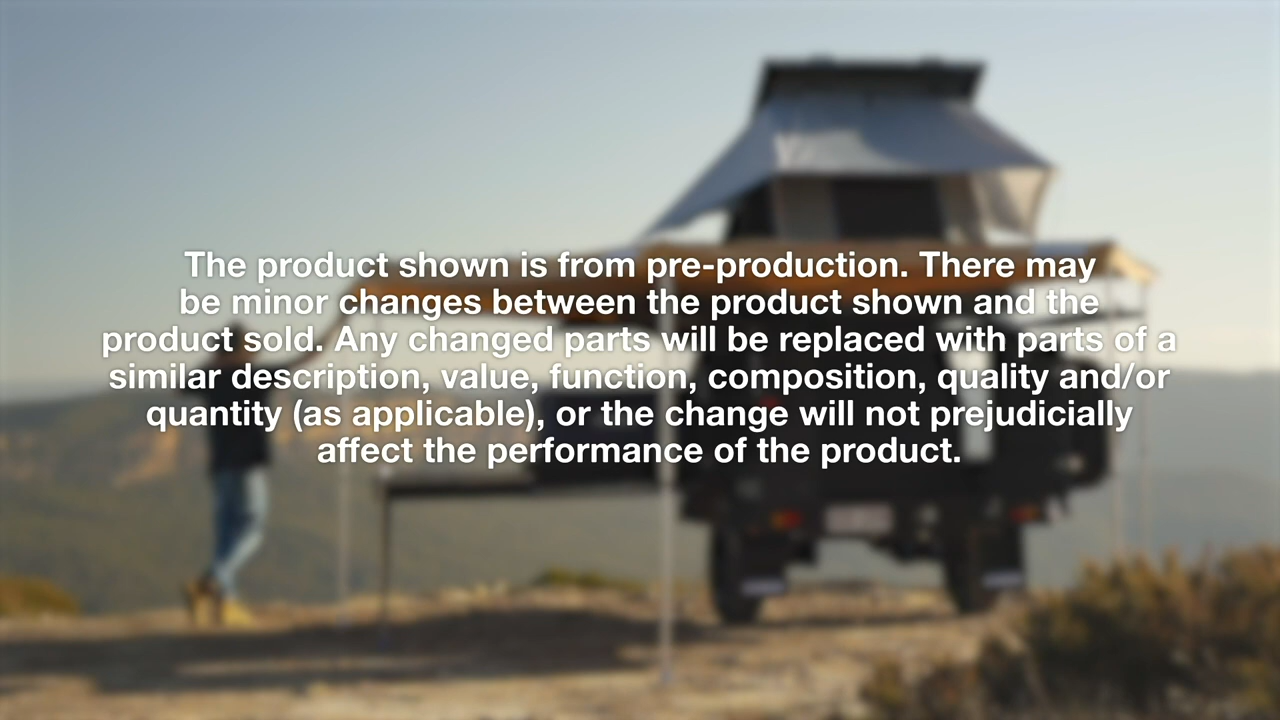 The product shown is from pre-production. There may
be minor changes between the product shown and the
product sold. Any changed parts will be replaced with parts of a
similar description, value, function, composition, quality and/or
quantity (as applicable), or the change will not prejudicially
affect the performance of the product.